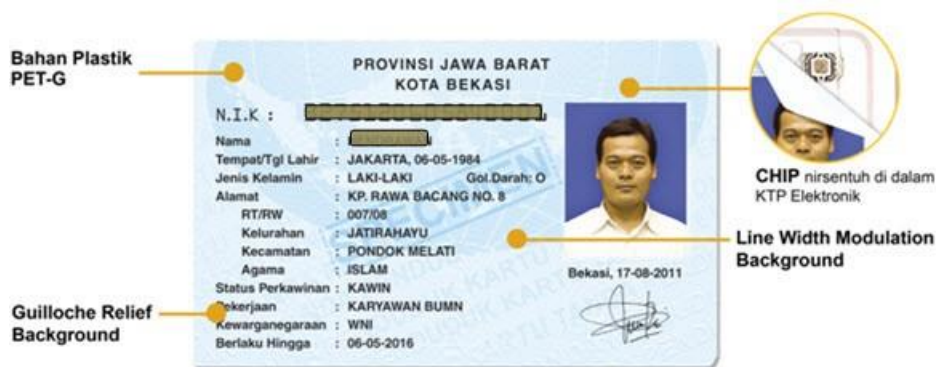 Bahan Plastik
PET-G
PROVINSI JAWA BARAT
KOTA BEKASI
N.I.K :
Nama :
Tempat/Tgl Lahir : JAKARTA, 06-05-1984
Jenis Kelamin : LAKI-LAKI Gol.Darah: O
Alamat : KP. RAWA BACANG NO. 8
RT/RW : 007/08
Kelurahan : JATIRAHAYU
Kecamatan : PONDOK MELATI
Agama : ISLAM
Status Perkawinan : KAWIN
Pekerjaan : KARYAWAN BUMN
Kewarganegaraan : WNI
Berlaku Hingga : 06-05-2016
SPECIMEN
Bekasi, 17-08-2011
CHIP nirsentuh di dalam
KTP Elektronik
Line Width Modulation
Background
Guilloche Relief
Background